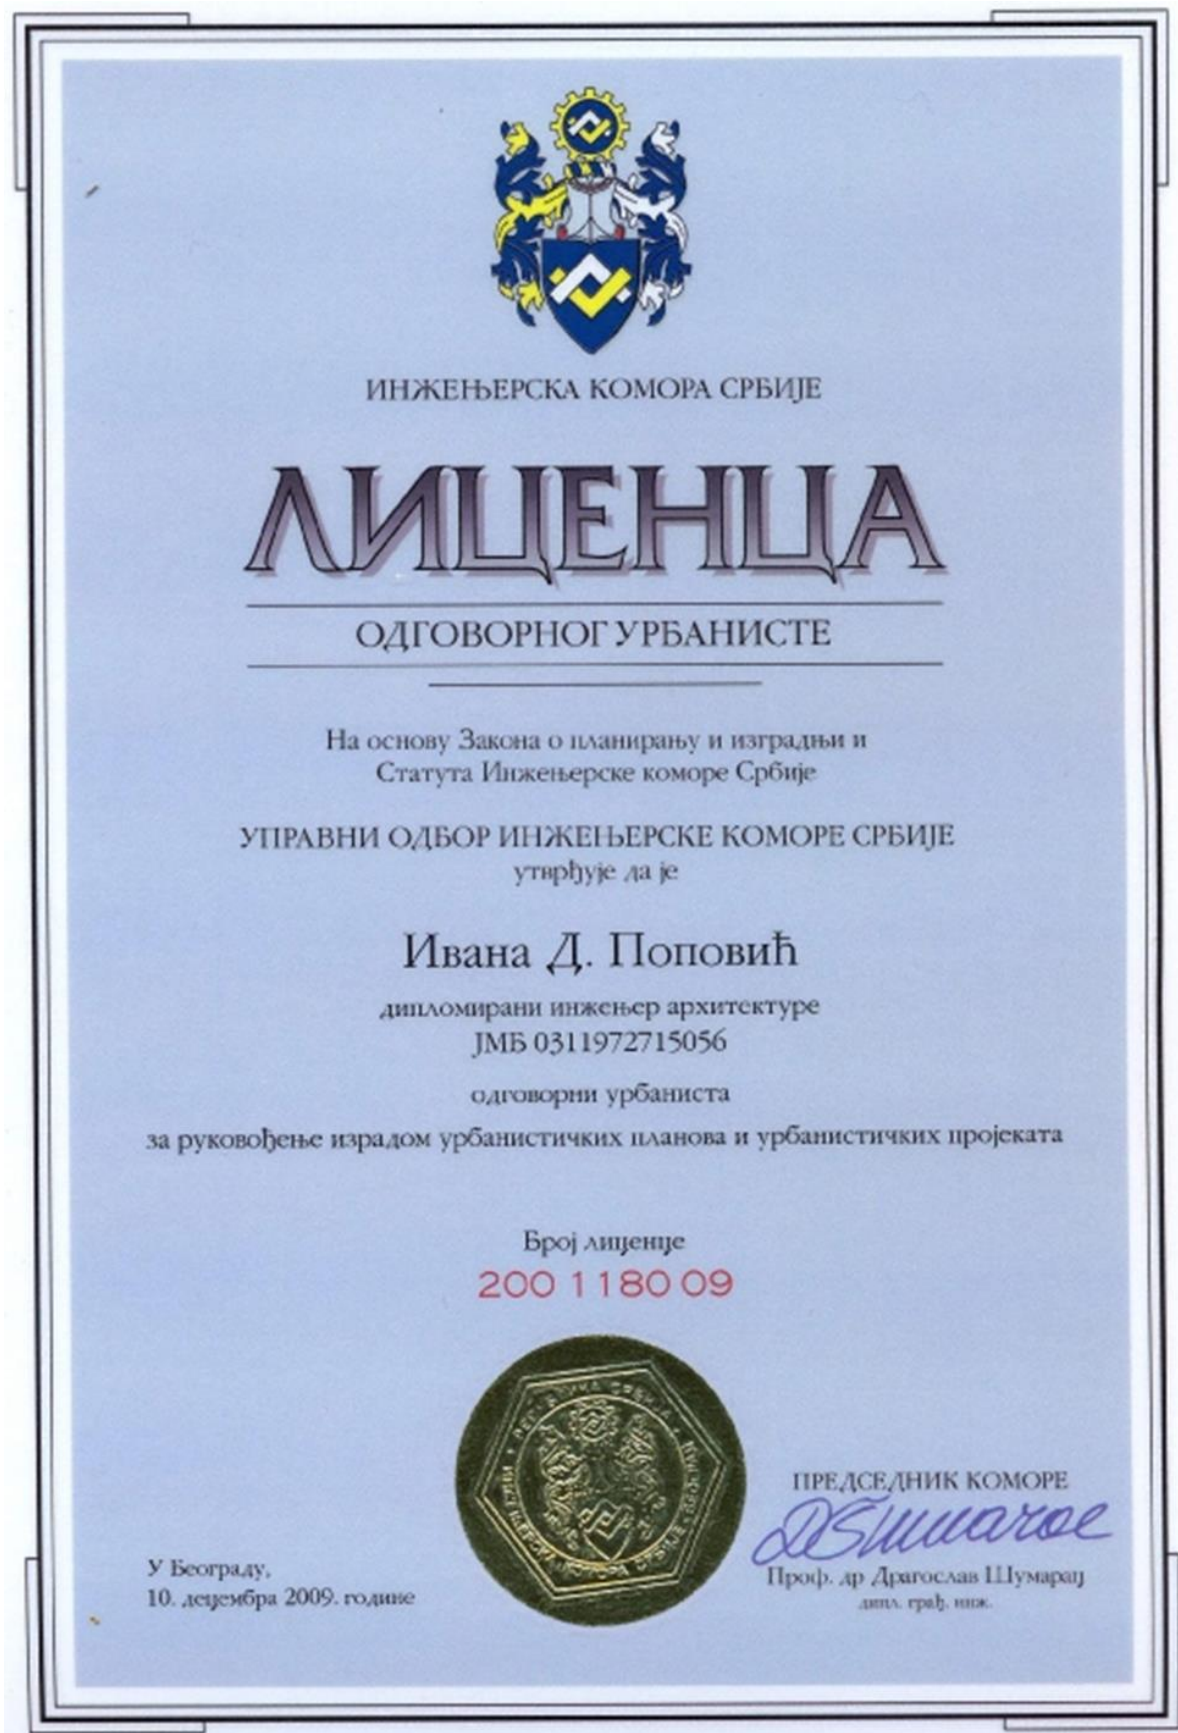 ИНЖЕЊЕРСКА КОМОРА СРБИЈЕ
ЛИЦЕНЦА
ОДГОВОРНОГ УРБАНИСТЕ
На основу Закона о планирању и изградњи и
Статута Инжењерске коморе Србије
УПРАВНИ ОДБОР ИНЖЕЊЕРСКЕ КОМОРЕ СРБИЈЕ
утврђује да је
Ивана Д. Поповић
дипломирани инжењер архитектуре
ЈМБ 0311972715056
одговорни урбаниста
за руковођење израдом урбанистичких планова и урбанистичких пројеката
Број лиценце
200 1180 09
ПРЕДСЕДНИК КОМОРЕ
Проф. др Драгослав Шумарац
дипл. грађ. инж.
У Београду,
10. децембра 2009. године